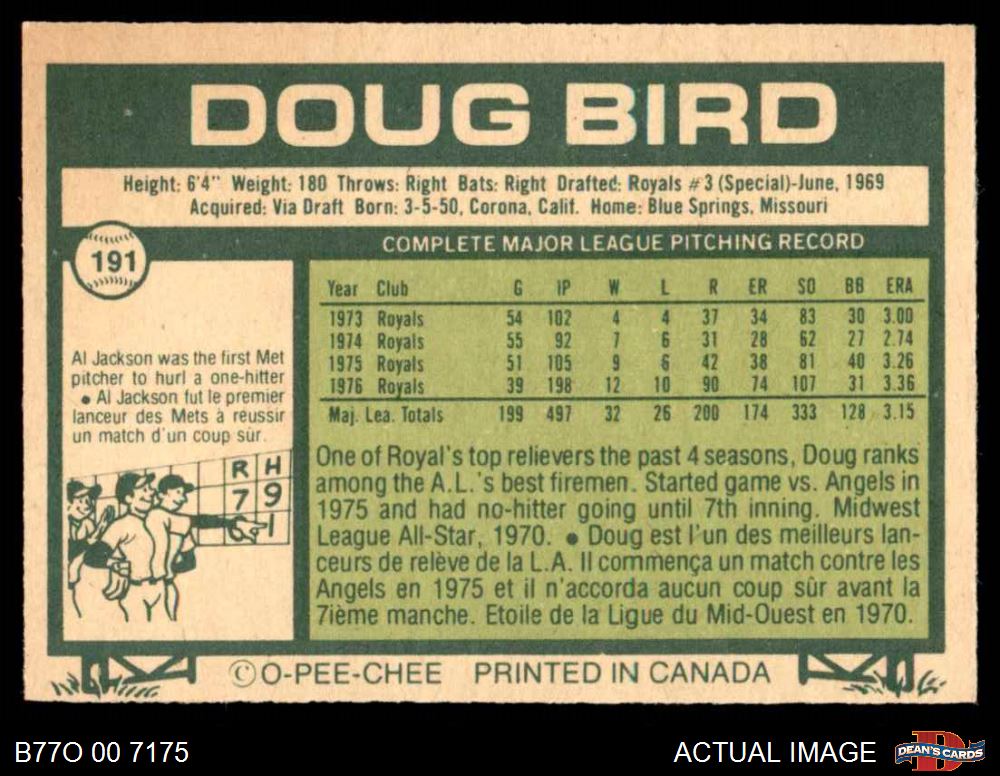 DOUG BIRD
Height: 6'4" Weight: 180 Throws: Right Bats: Right Drafted: Royals #3 (Special)-June, 1969
Acquired: Via Draft Born: 3-5-50, Corona, Calif. Home: Blue Springs, Missouri
191
COMPLETE MAJOR LEAGUE PITCHING RECORD
Year Club G IP W L R ER SO BB ERA
1973 Royals 54 102 4 4 37 34 83 30 3.00
1974 Royals 55 92 7 6 31 28 62 27 2.74
1975 Royals 51 105 9 6 42 38 81 40 3.26
1976 Royals 39 198 12 10 90 74 107 31 3.36
Maj. Lea. Totals 199 497 32 26 200 174 333 128 3.15
Al Jackson was the first Met
pitcher to hurl a one-hitter
• Al Jackson fut le premier
lanceur des Mets à réussir
un match d'un coup sûr.
R H
7 9
0 1
One of Royal's top relievers the past 4 seasons, Doug ranks
among the A.L.'s best firemen. Started game vs. Angels in
1975 and had no-hitter going until 7th inning. Midwest
League All-Star, 1970. • Doug est l'un des meilleurs lan-
ceurs de relève de la L.A. Il commença un match contre les
Angels en 1975 et il n'accorda aucun coup sûr avant la
7ième manche. Etoile de la Ligue du Mid-Ouest en 1970.
© O-PEE-CHEE PRINTED IN CANADA
B77O 00 7175
ACTUAL IMAGE
DEAN'S CARDS